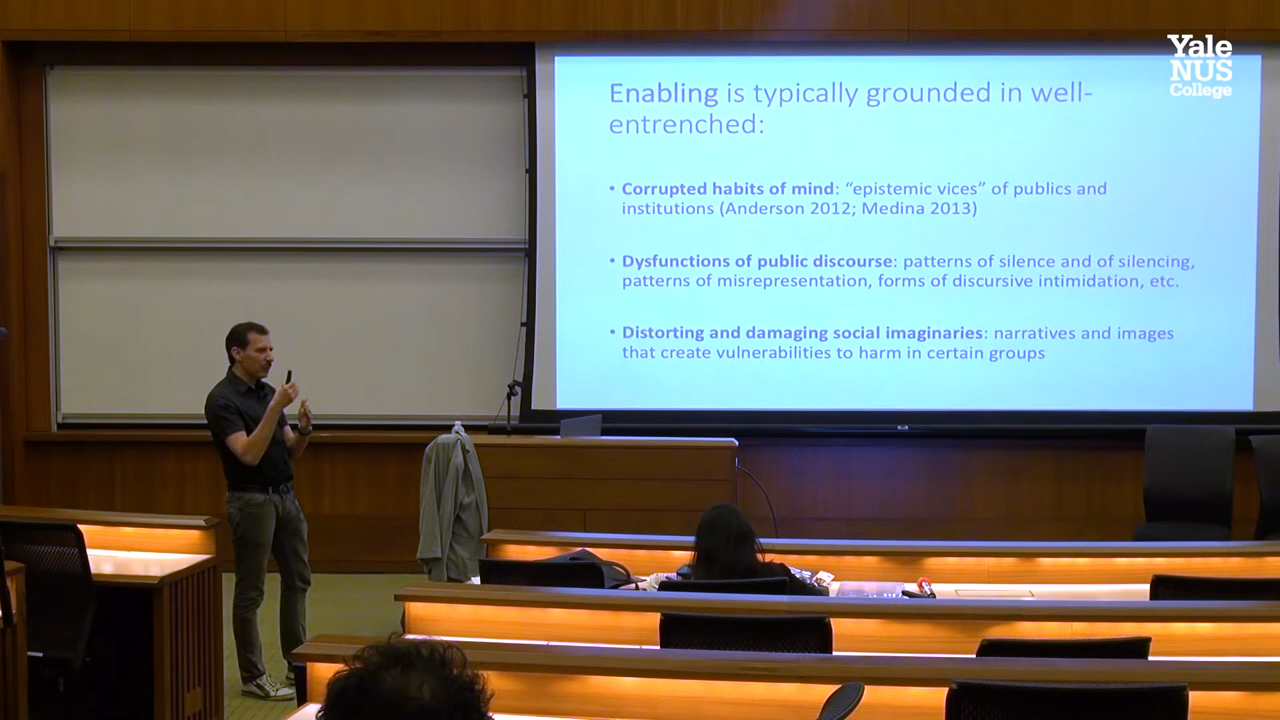 Yale
NUS
College
Enabling is typically grounded in well-
entrenched:
• Corrupted habits of mind: “epistemic vices” of publics and
institutions (Anderson 2012; Medina 2013)
• Dysfunctions of public discourse: patterns of silence and of silencing,
patterns of misrepresentation, forms of discursive intimidation, etc.
• Distorting and damaging social imaginaries: narratives and images
that create vulnerabilities to harm in certain groups